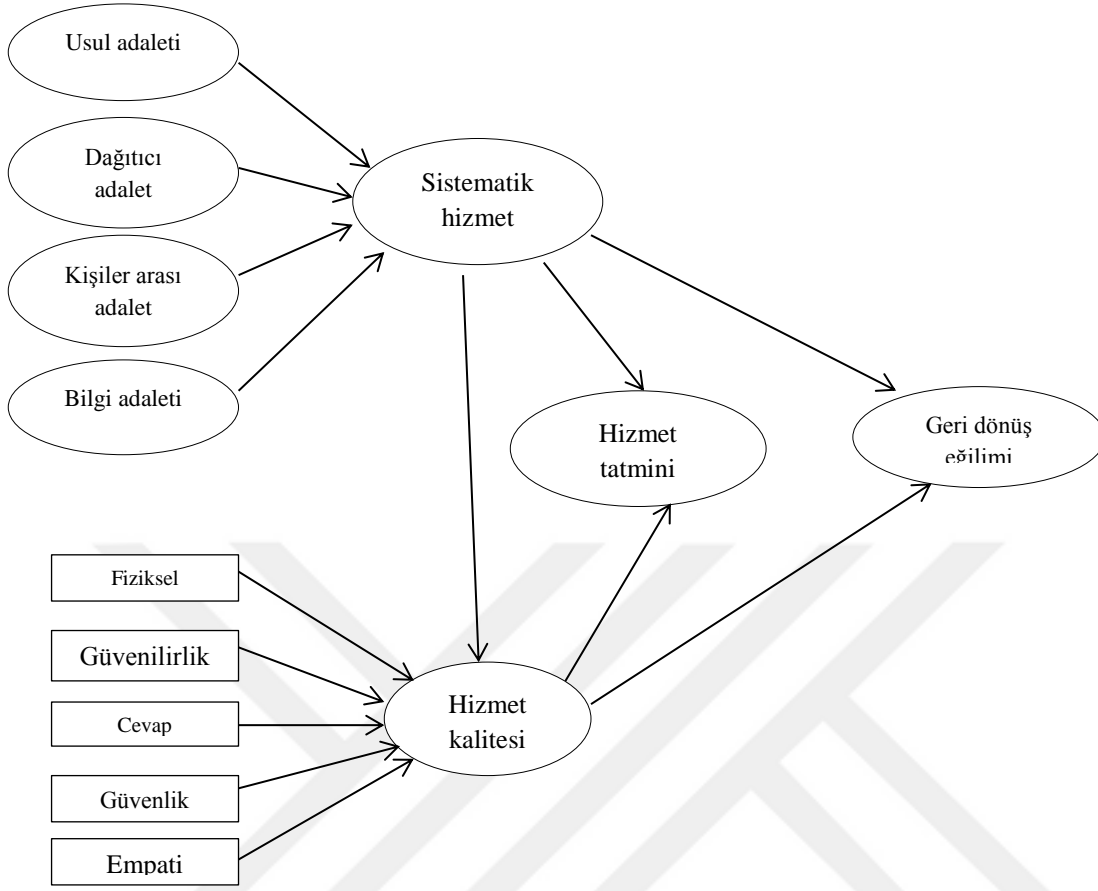 Usul adaleti
Dağıtıcı
adalet
Kişiler arası
adalet
Bilgi adaleti
Sistematik
hizmet
Hizmet
tatmini
Geri dönüş
eğilimi
Fiziksel
Güvenilirlik
Cevap
Güvenlik
Empati
Hizmet
kalitesi